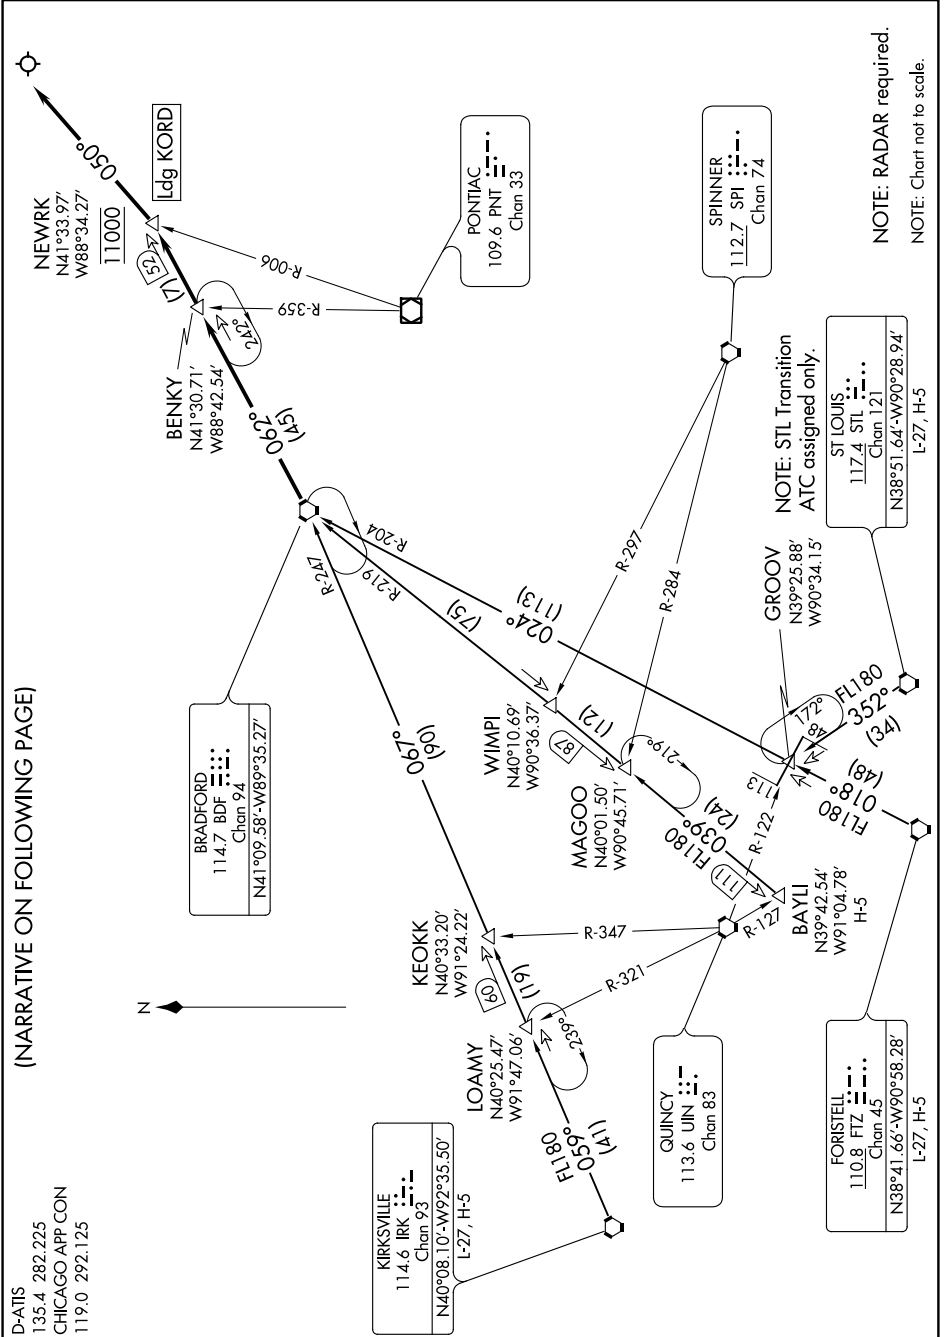 (NARRATIVE ON FOLLOWING PAGE)
D-ATIS
135.4 282.225
CHICAGO APP CON
119.0 292.125
N
NEWRK
N41°33.97′
W88°34.27′
11000
050°
Ldg KORD
52
(7)
BENKY
N41°30.71′
W88°42.54′
242°
R-006
R-359
PONTIAC
109.6 PNT
Chan 33
062°
(45)
BRADFORD
114.7 BDF
Chan 94
N41°09.58′-W89°35.27′
R-247
R-219
R-204
SPINNER
112.7 SPI
Chan 74
R-297
R-284
067°
(90)
(75)
024°
(113)
WIMPI
N40°10.69′
W90°36.37′
87
(12)
MAGOO
N40°01.50′
W90°45.71′
219°
FL180
039°
(24)
111
BAYLI
N39°42.54′
W91°04.78′
H-5
KEOKK
N40°33.20′
W91°24.22′
60
(19)
LOAMY
N40°25.47′
W91°47.06′
239°
FL180
059°
(41)
KIRKSVILLE
114.6 IRK
Chan 93
N40°08.10′-W92°35.50′
L-27, H-5
QUINCY
113.6 UIN
Chan 83
R-347
R-321
R-127
R-122
113
48
GROOV
N39°25.88′
W90°34.15′
172°
FL180
352°
(34)
FL180
018°
(48)
NOTE: STL Transition
ATC assigned only.
ST LOUIS
117.4 STL
Chan 121
N38°51.64′-W90°28.94′
L-27, H-5
FORISTELL
110.8 FTZ
Chan 45
N38°41.66′-W90°58.28′
L-27, H-5
NOTE: RADAR required.
NOTE: Chart not to scale.